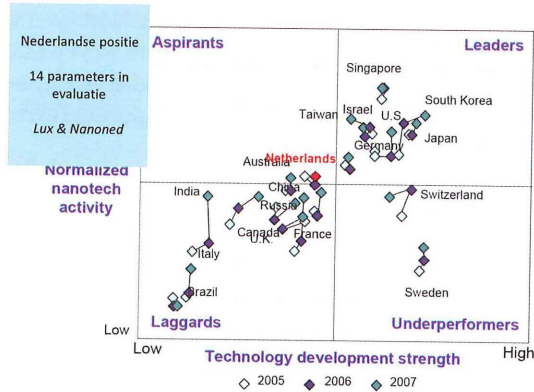 Nederlandse positie
14 parameters in
evaluatie
Lux & Nanoned
Aspirants
Leaders
Singapore
South Korea
Taiwan
Israel
U.S.
Japan
Germany
Netherlands
Australia
Normalized
nanotech
activity
India
China
Russia
Switzerland
Canada
U.K.
France
Italy
Brazil
Sweden
Low
Laggards
Underperformers
Low
High
Technology development strength
2005
2006
2007